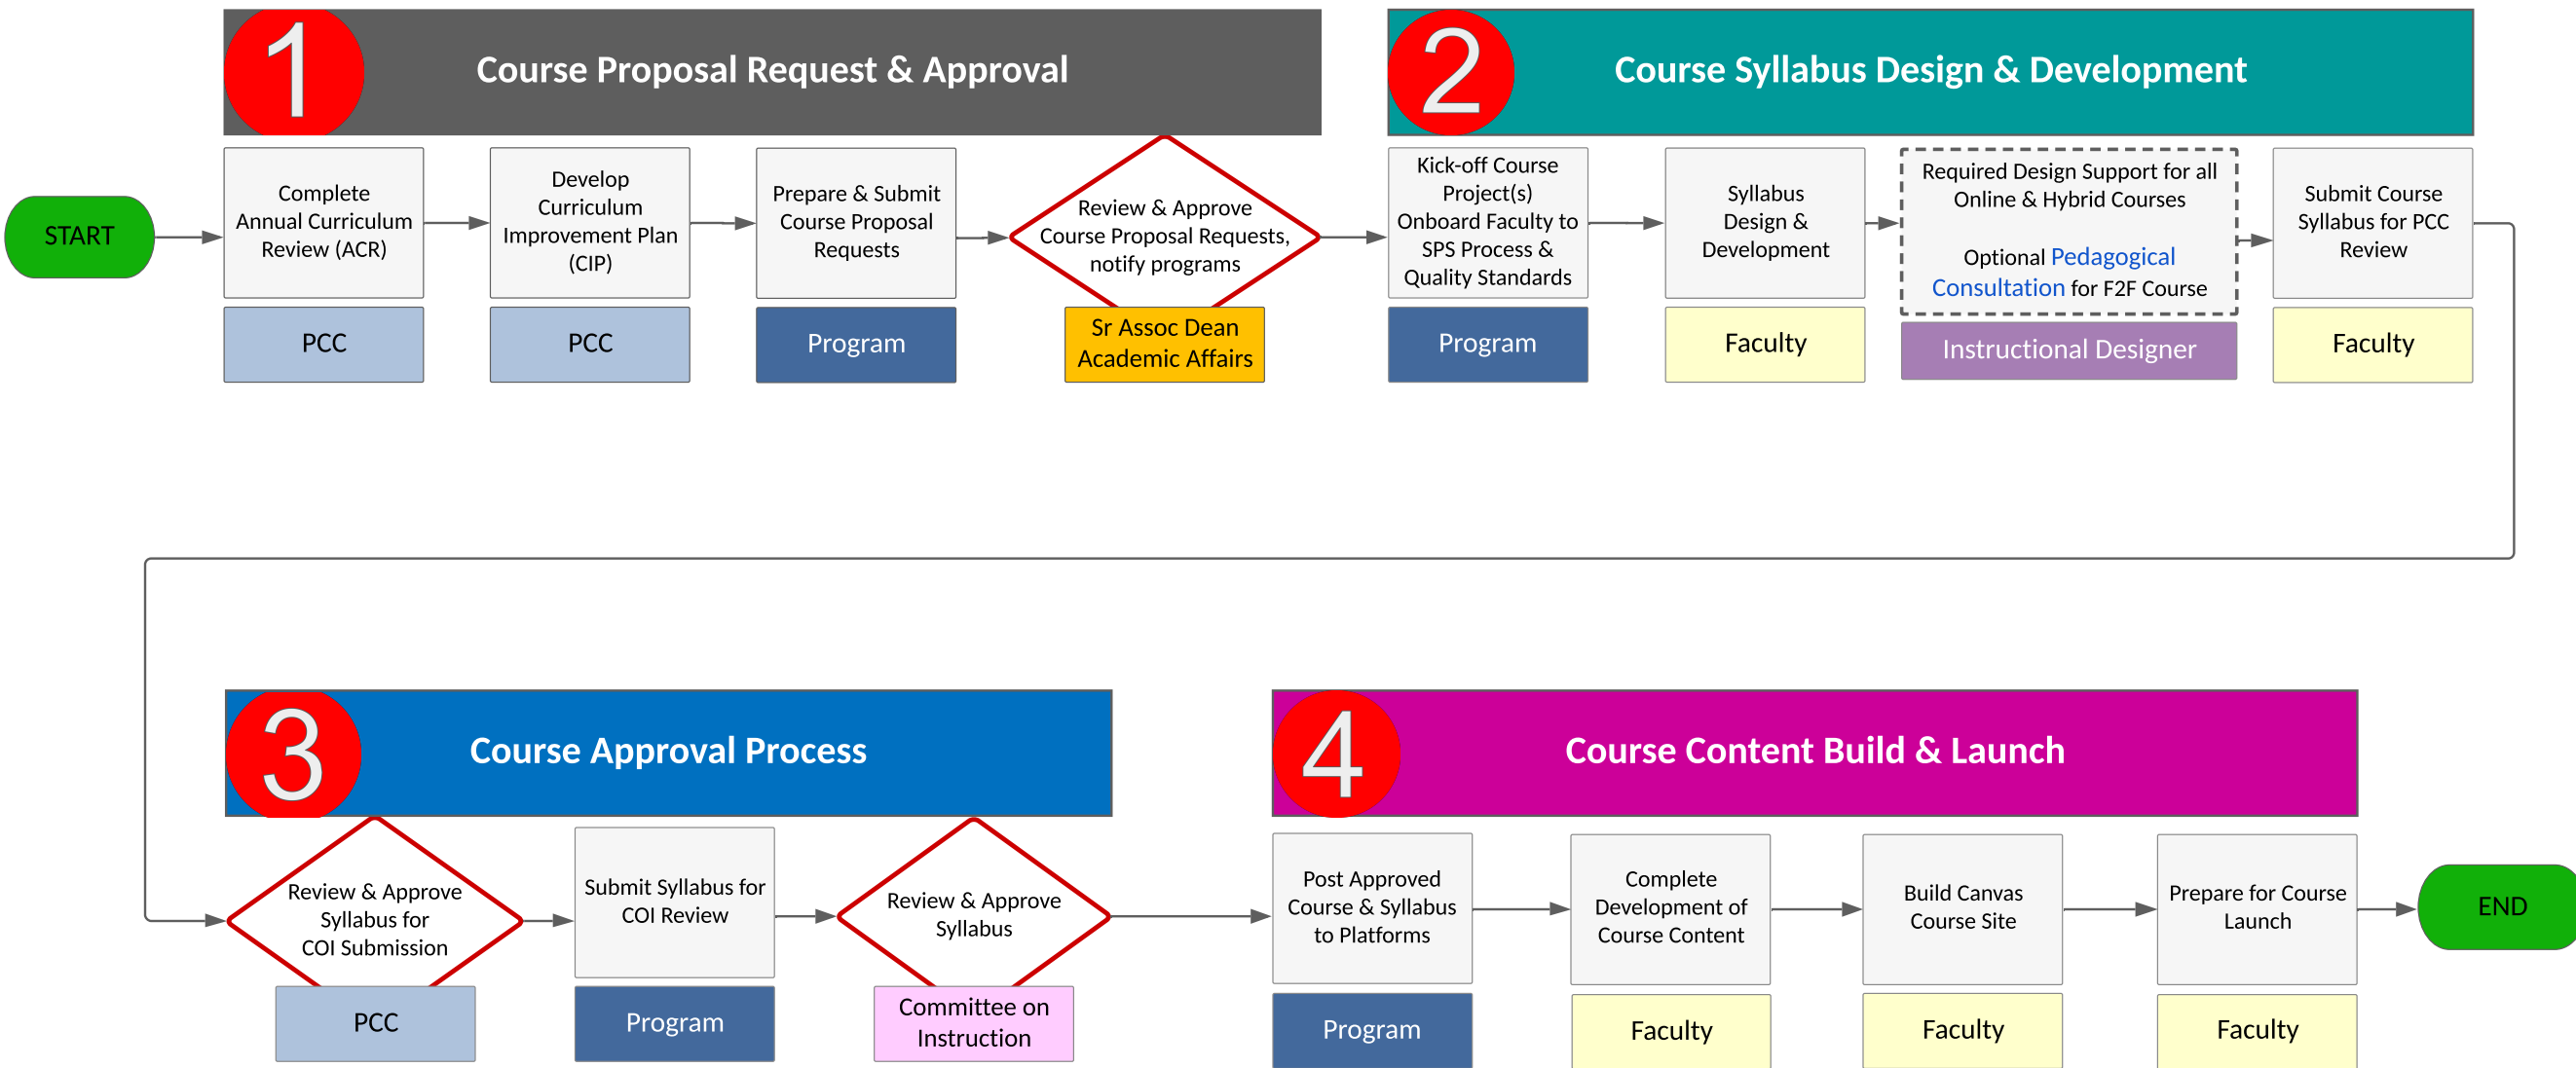 1
Course Proposal Request & Approval
2
Course Syllabus Design & Development
START
Complete
Annual Curriculum
Review (ACR)
PCC
Develop
Curriculum
Improvement Plan
(CIP)
PCC
Prepare & Submit
Course Proposal
Requests
Program
Review & Approve
Course Proposal Requests,
notify programs
Sr Assoc Dean
Academic Affairs
Kick-off Course
Project(s)
Onboard Faculty to
SPS Process &
Quality Standards
Program
Syllabus
Design &
Development
Faculty
Required Design Support for all
Online & Hybrid Courses
Optional Pedagogical
Consultation for F2F Course
Instructional Designer
Submit Course
Syllabus for PCC
Review
Faculty
3
Course Approval Process
4
Course Content Build & Launch
Review & Approve
Syllabus for
COI Submission
PCC
Submit Syllabus for
COI Review
Program
Review & Approve
Syllabus
Committee on
Instruction
Post Approved
Course & Syllabus
to Platforms
Program
Complete
Development of
Course Content
Faculty
Build Canvas
Course Site
Faculty
Prepare for Course
Launch
Faculty
END